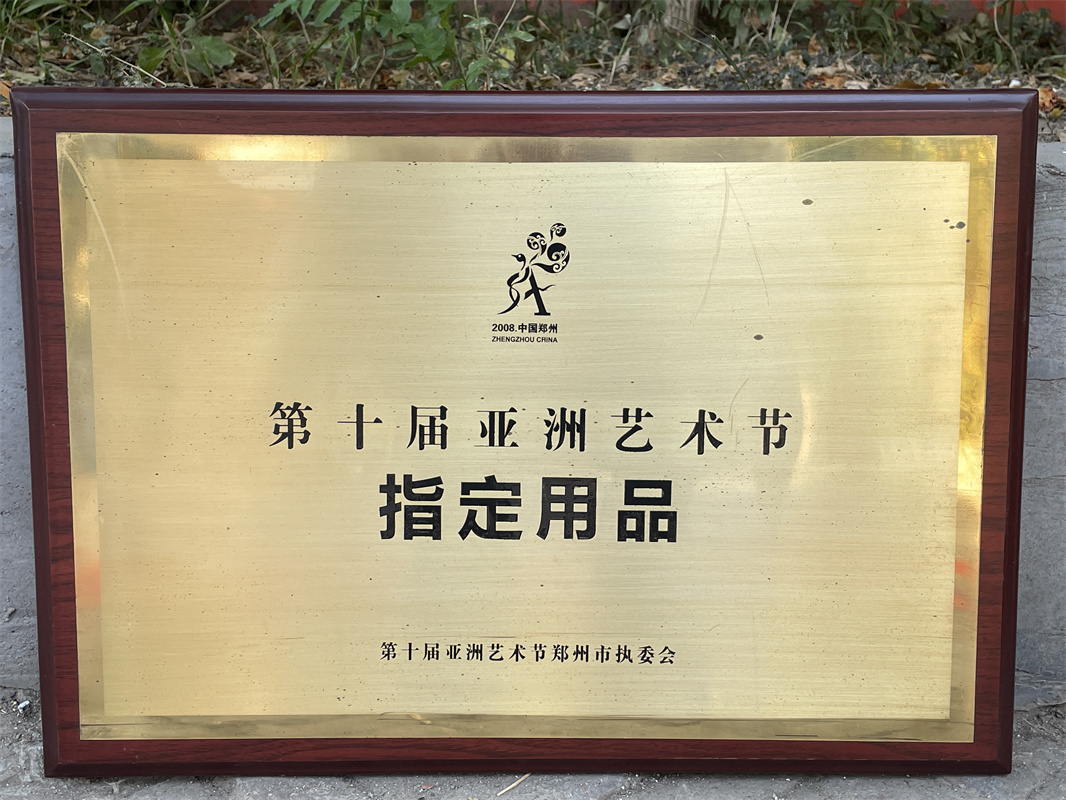 2008.中国郑州
ZHENGZHOU CHINA
第十届亚洲艺术节
指定用品
第十届亚洲艺术节郑州市执委会